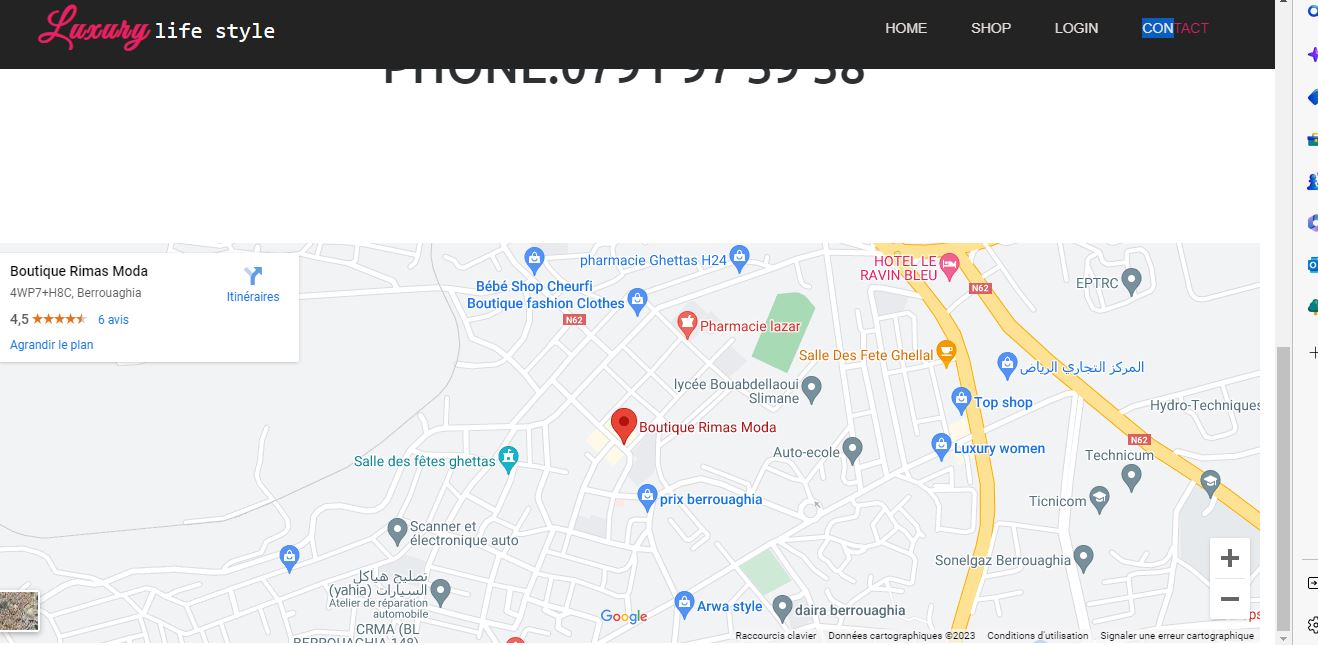 Luxury life style
HOME SHOP LOGIN CONTACT
PHONE:0791 97 39 38
Boutique Rimas Moda
4WP7+H8C, Berrouaghia
4,5
6 avis
Itinéraires
Agrandir le plan
pharmacie Ghettas H24
HOTEL LE
RAVIN BLEU
N62
EPTRC
Bébé Shop Cheurfi
Boutique fashion Clothes
N62
Pharmacie lazar
Salle Des Fete Ghellal
المركز التجاري الرياض
lycée Bouabdellaoui
Slimane
Top shop
Hydro-Techniques
Boutique Rimas Moda
N62
Auto-ecole
Luxury women
Technicum
Salle des fêtes ghettas
prix berrouaghia
Ticnicom
Scanner et
électronique auto
Sonelgaz Berrouaghia
تصليح هياكل
السيارات (yahia)
Atelier de réparation
automobile
CRMA (BL
BERROUAGHIA 148)
Google
Arwa style
daira berrouaghia
Raccourcis clavier
Données cartographiques ©2023
Conditions d'utilisation
Signaler une erreur cartographique